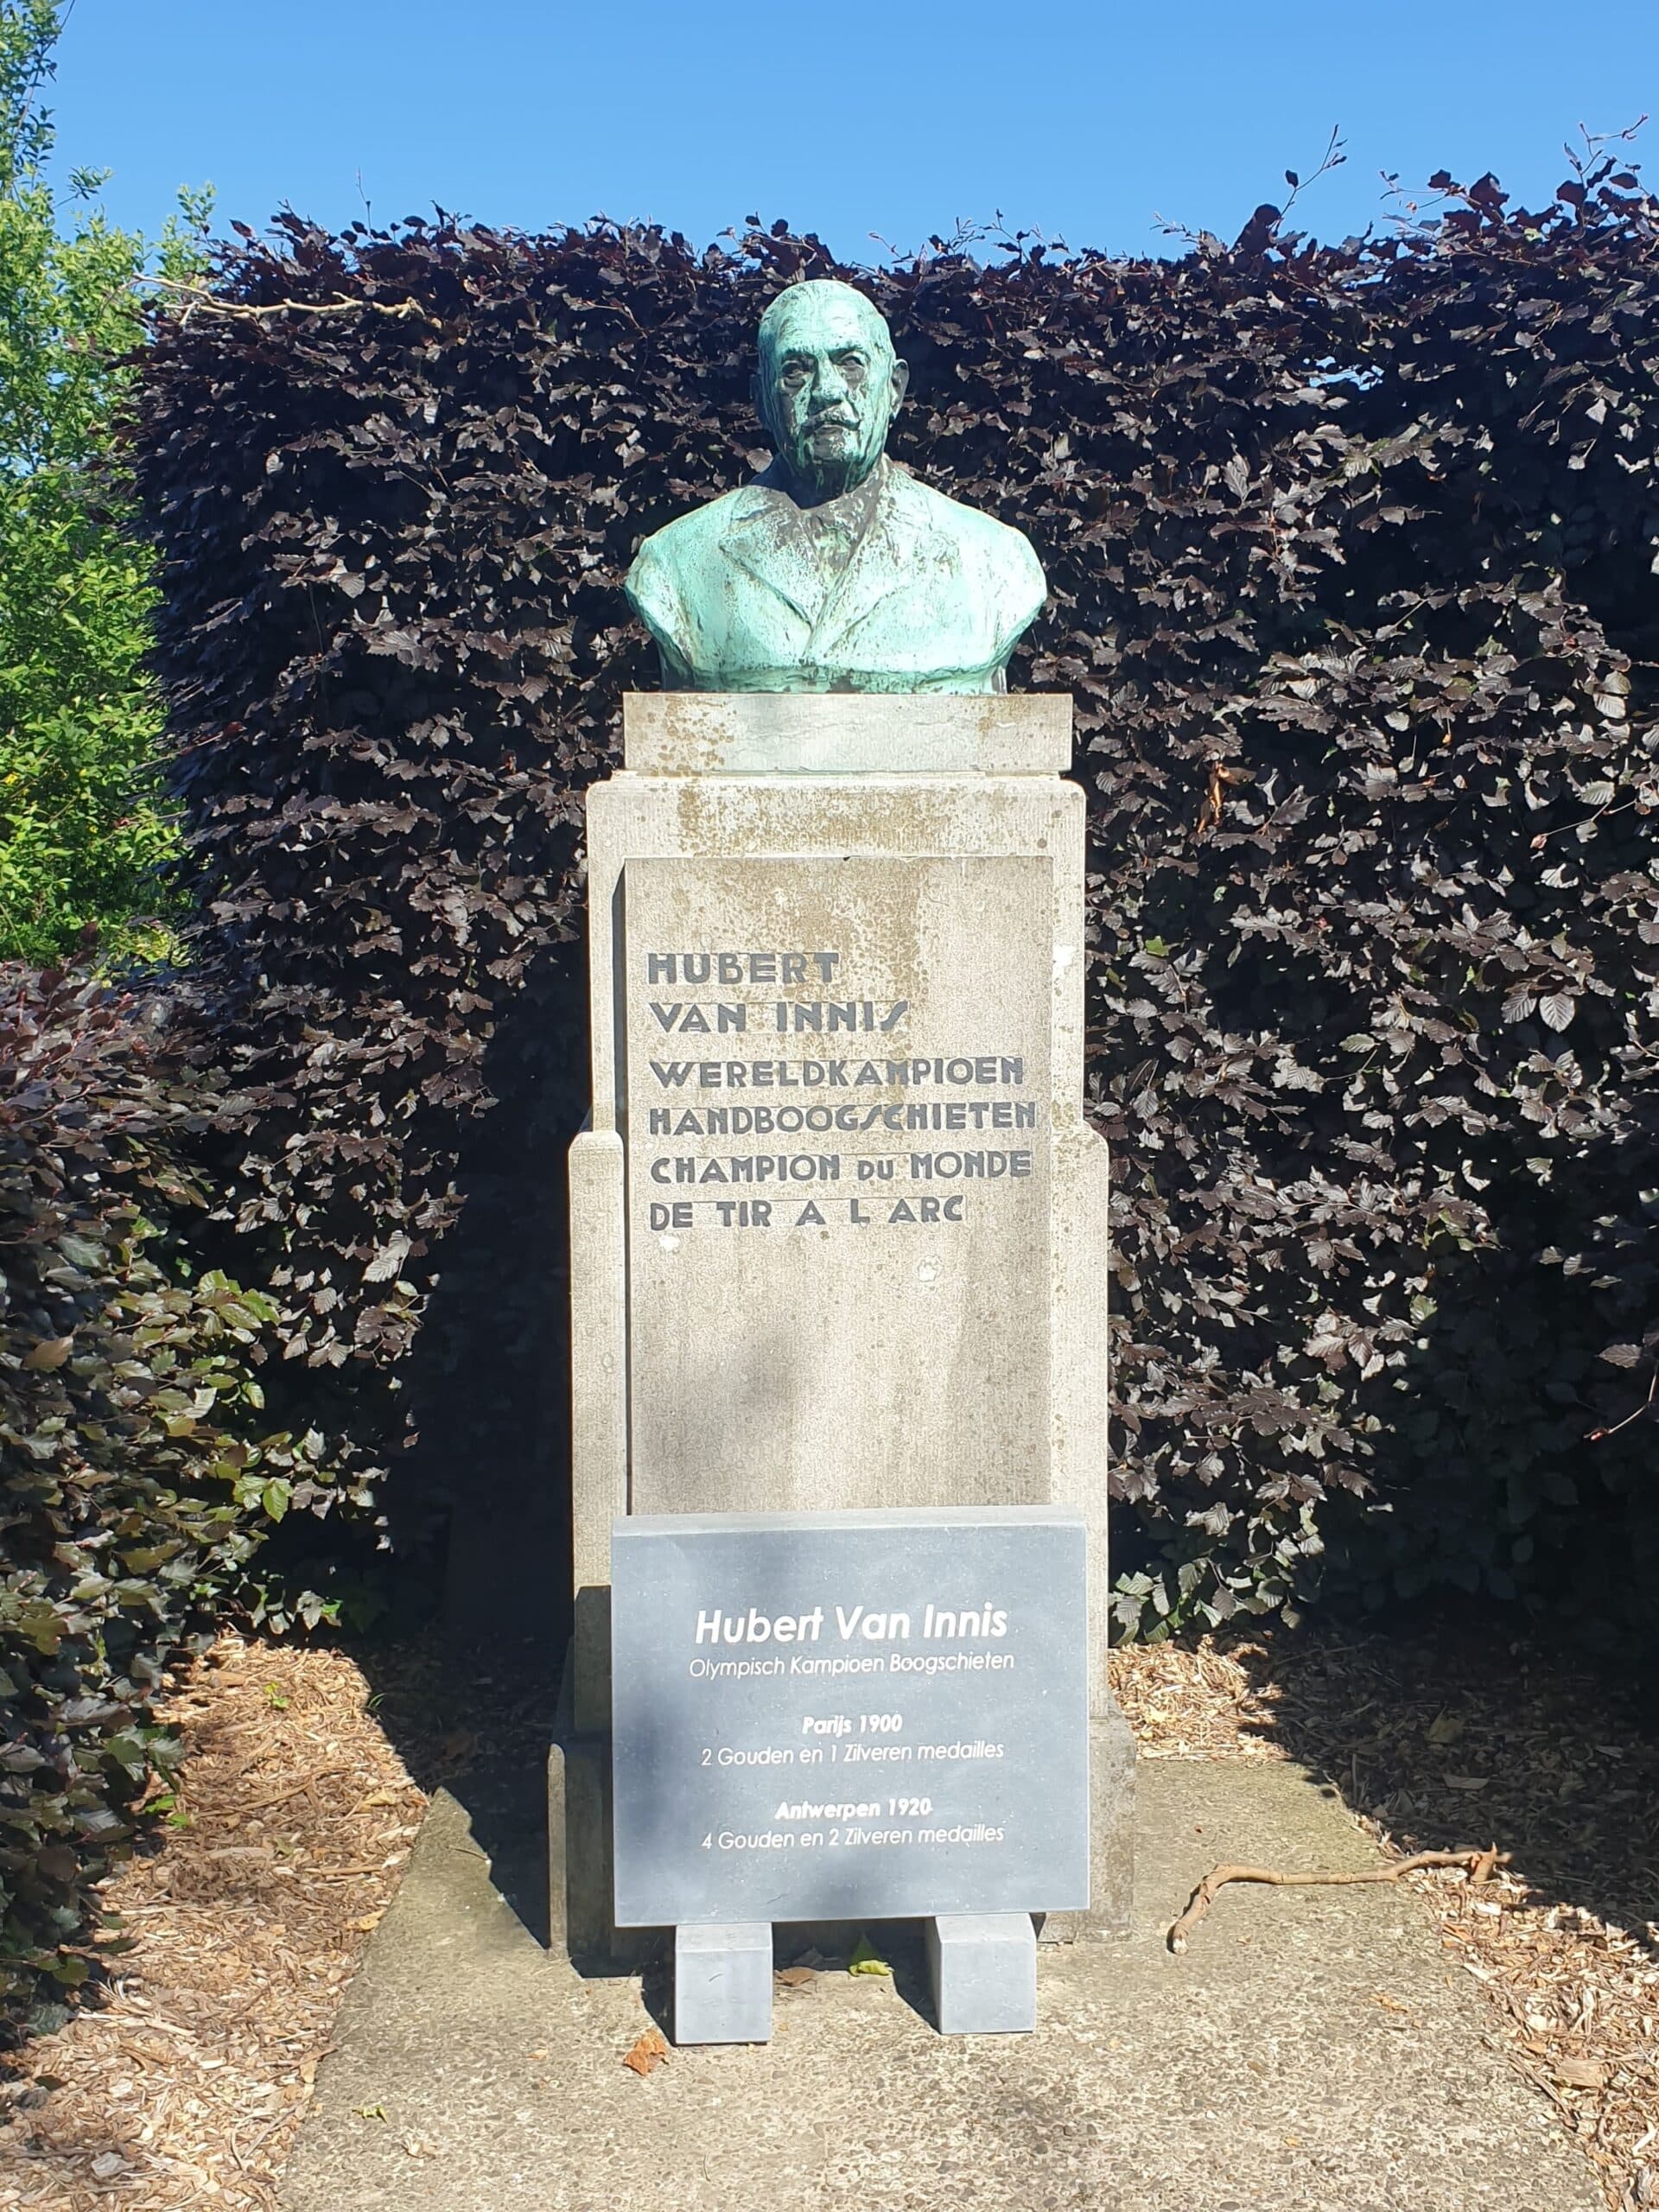 HUBERT
VAN INNIS
WERELDKAMPIOEN
HANDBOOGSCHIETEN
CHAMPION DU MONDE
DE TIR A L ARC
Hubert Van Innis
Olympisch Kampioen Boogschieten
Parijs 1900
2 Gouden en 1 Zilveren medailles
Antwerpen 1920
4 Gouden en 2 Zilveren medailles